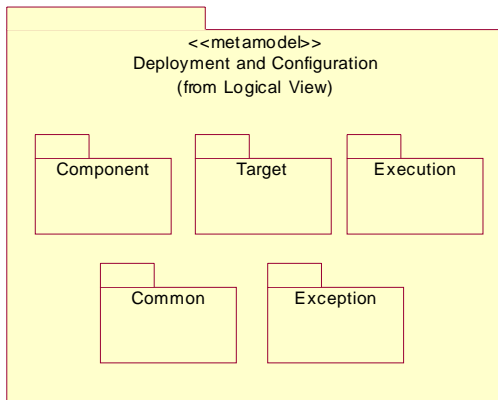 <<metamodel>>
Deployment and Configuration
(from Logical View)
Component
Target
Execution
Common
Exception